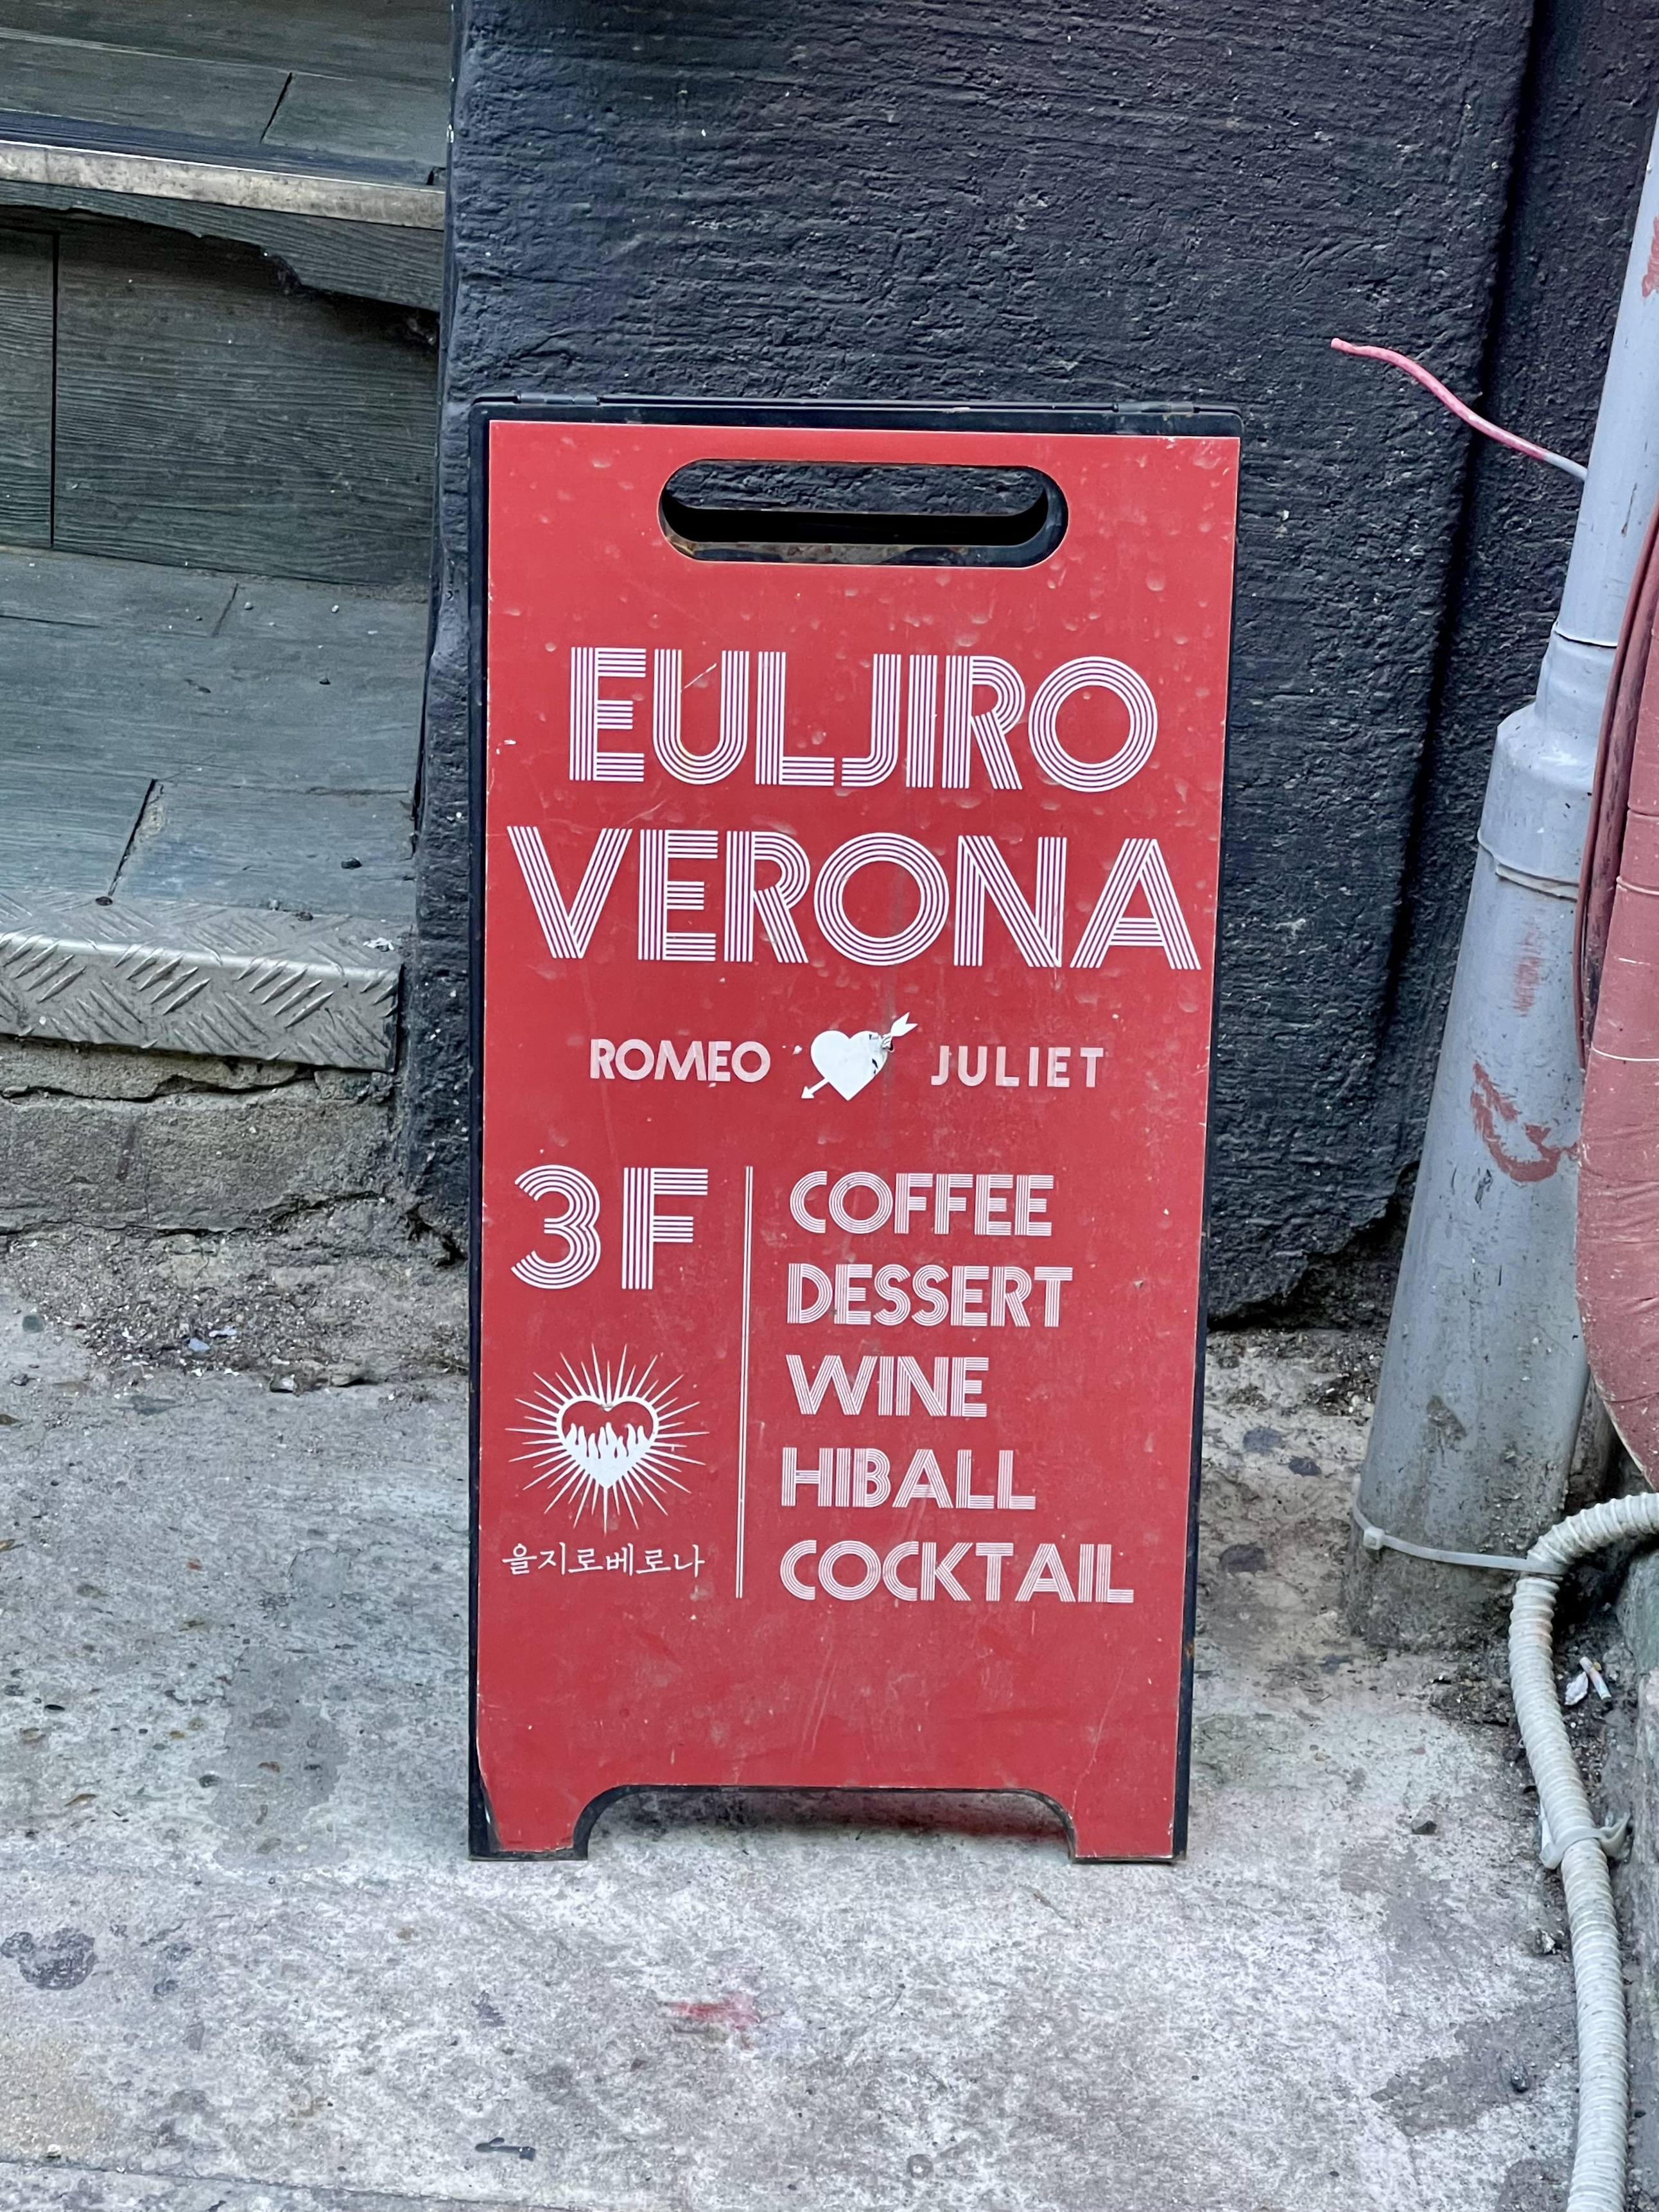 EULJIRO
VERONA
ROMEO JULIET
3F
을지로베로나
COFFEE
DESSERT
WINE
HIBALL
COCKTAIL